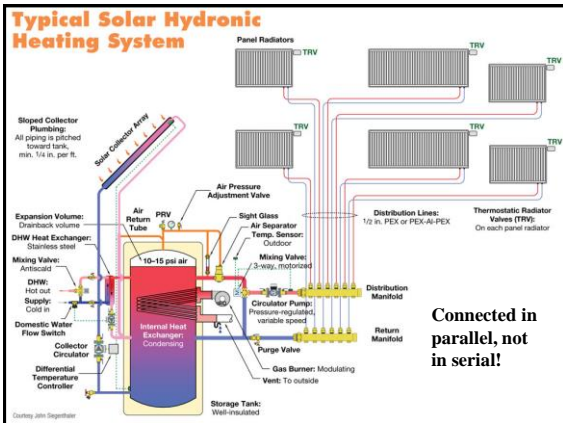 Typical Solar Hydronic
Heating System
Panel Radiators
TRV
TRV
TRV
TRV
TRV
TRV
Sloped Collector
Plumbing:
All piping is pitched
toward tank,
min. 1/4 in. per ft.
Solar Collector Array
Air Pressure
Adjustment Valve
Expansion Volume:
Drainback volume
Air
Return
Tube
PRV
Sight Glass
Air Separator
Temp. Sensor:
Outdoor
Distribution Lines:
1/2 in. PEX or PEX-Al-PEX
Thermostatic Radiator
Valves (TRV):
On each panel radiator
DHW Heat Exchanger:
Stainless steel
10–15 psi air
Mixing Valve:
3-way, motorized
Mixing Valve:
Antiscald
DHW:
Hot out
Supply:
Cold in
Domestic Water
Flow Switch
Distribution
Manifold
Circulator Pump:
Pressure-regulated,
variable speed
Internal Heat
Exchanger:
Condensing
Return
Manifold
Connected in
parallel, not
in serial!
Collector
Circulator
Purge Valve
Differential
Temperature
Controller
Gas Burner: Modulating
Vent: To outside
Storage Tank:
Well-insulated
Courtesy John Siegenthaler